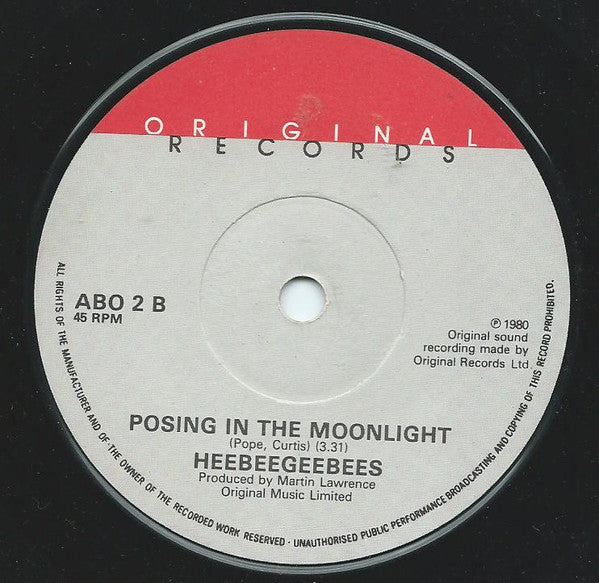 ORIGINAL
RECORDS
ABO 2 B
45 RPM
℗ 1980
Original sound
recording made by
Original Records Ltd.
POSING IN THE MOONLIGHT
(Pope, Curtis) (3.31)
HEEBEEGEEBEES
Produced by Martin Lawrence
Original Music Limited
ALL RIGHTS OF THE MANUFACTURER AND OF THE OWNER OF THE RECORDED WORK RESERVED · UNAUTHORISED PUBLIC PERFORMANCE BROADCASTING AND COPYING OF THIS RECORD PROHIBITED.